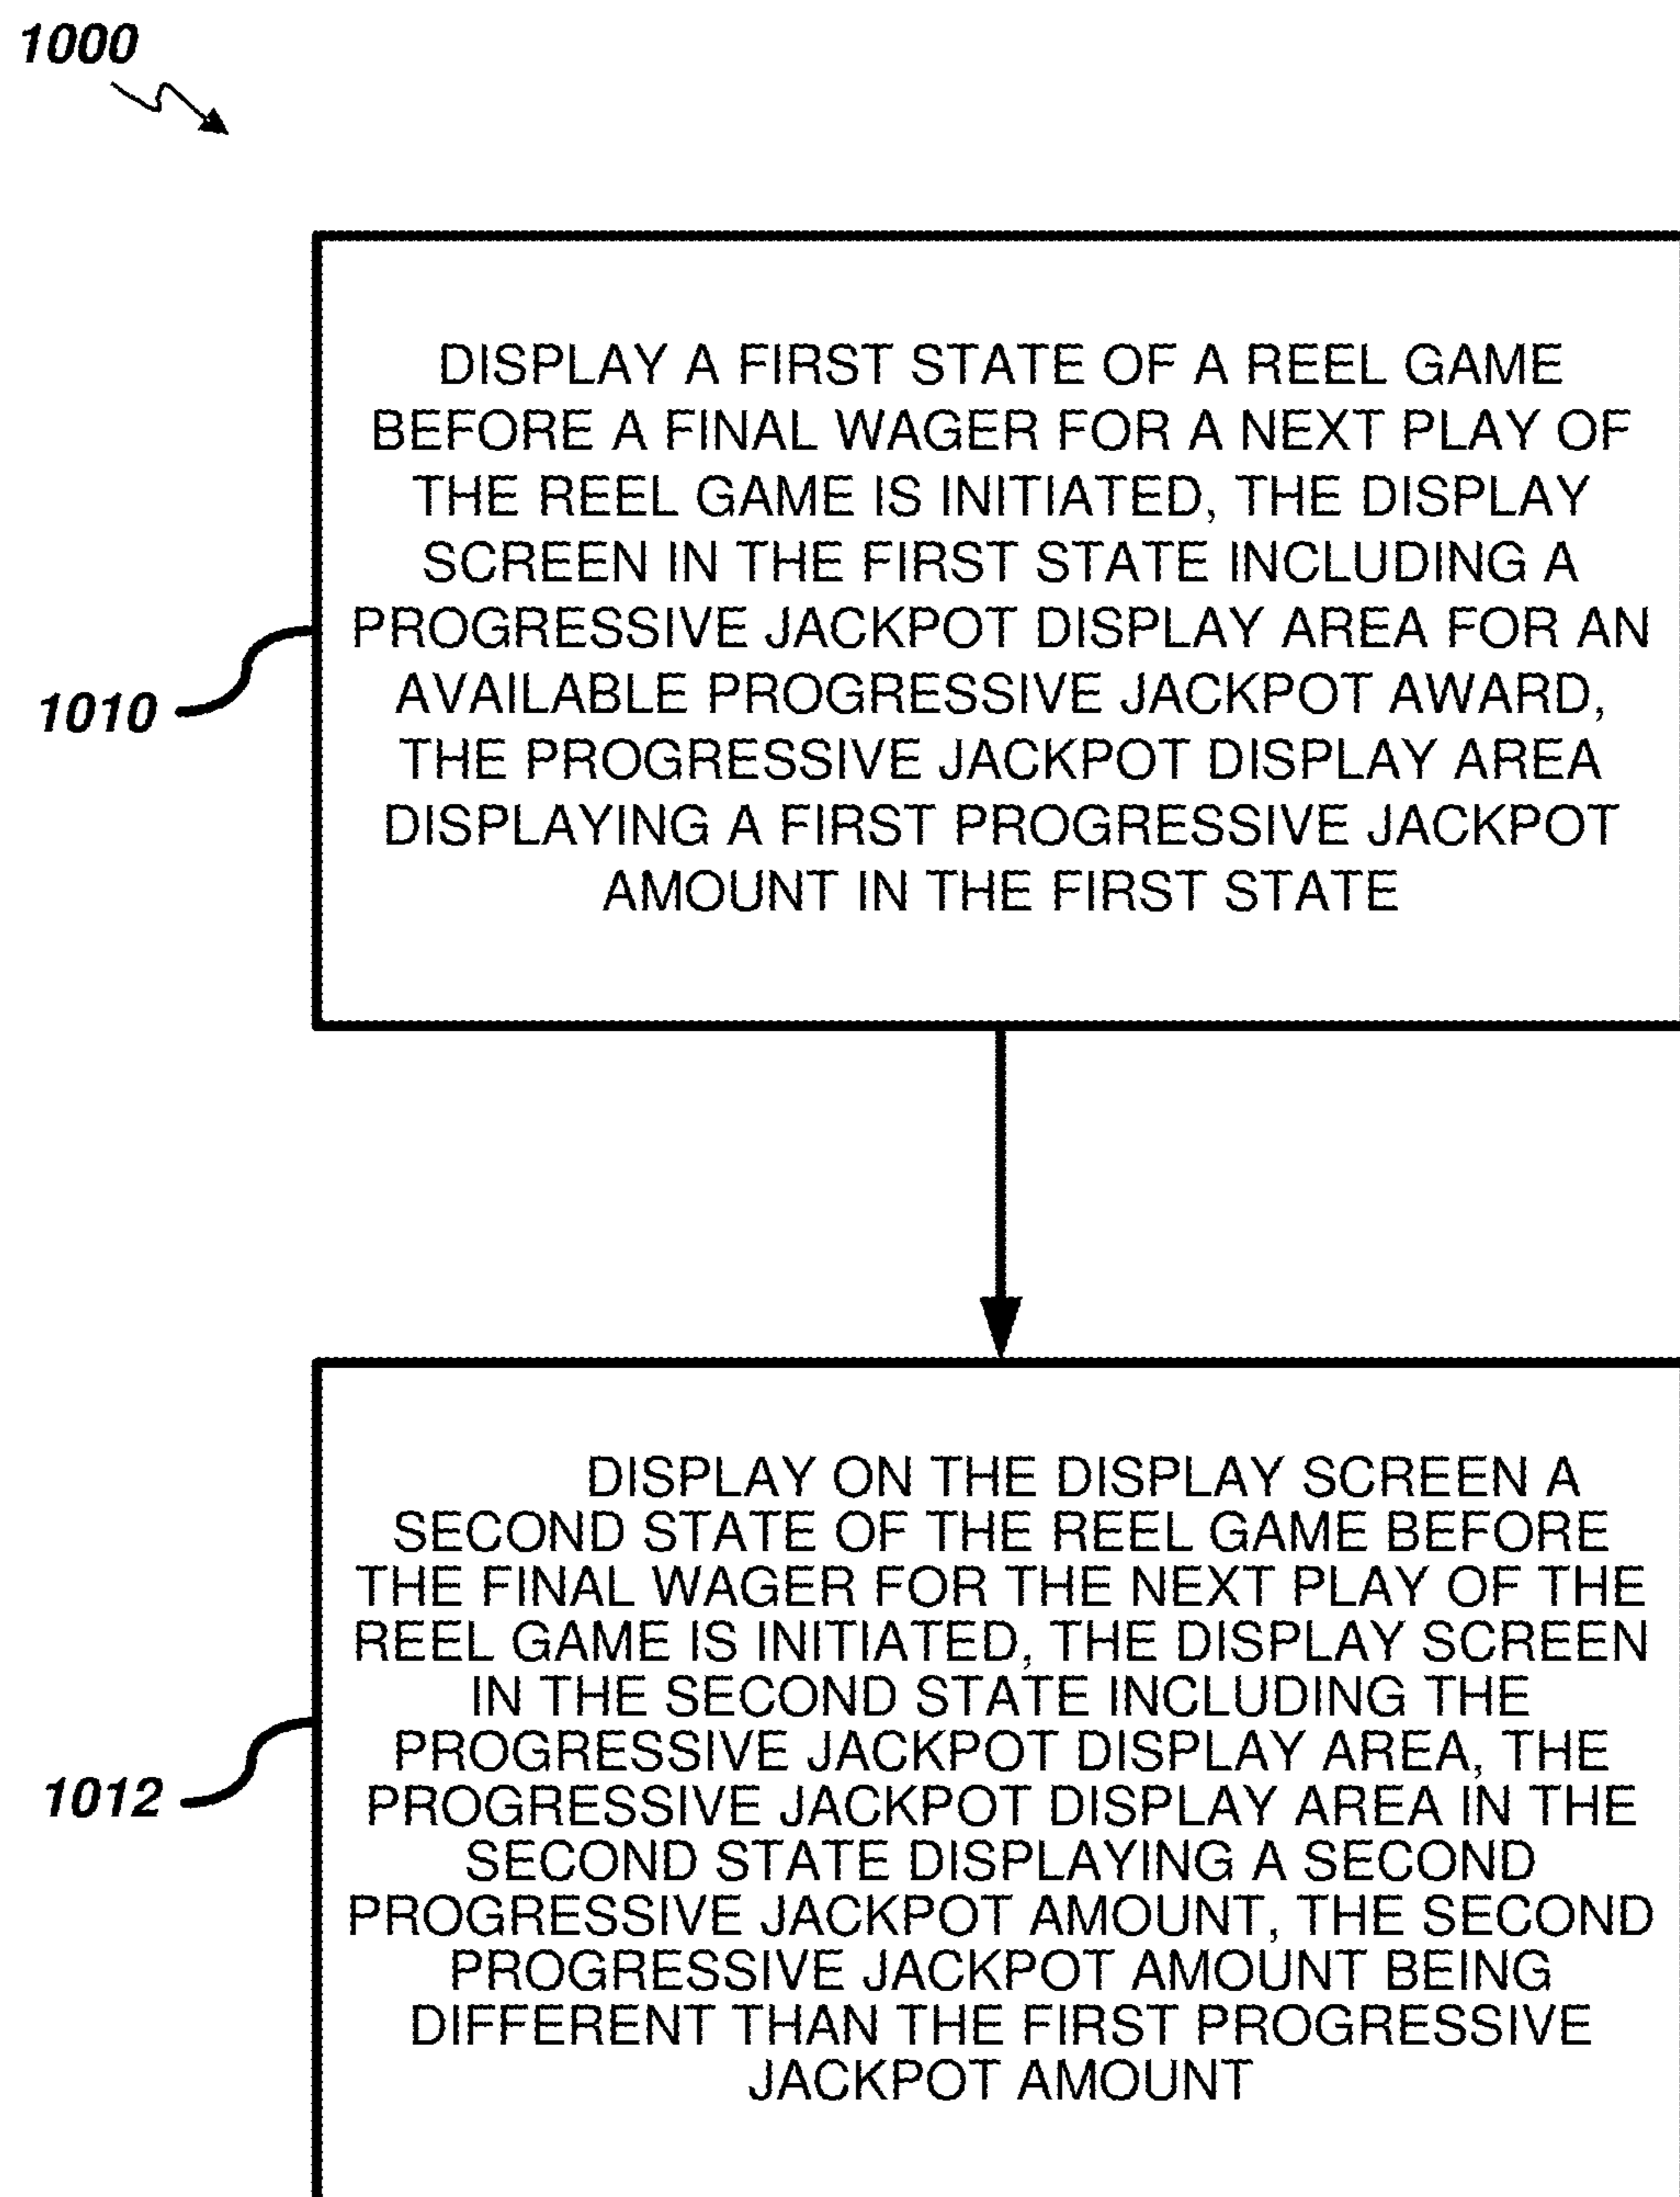 1000
DISPLAY A FIRST STATE OF A REEL GAME
BEFORE A FINAL WAGER FOR A NEXT PLAY OF
THE REEL GAME IS INITIATED, THE DISPLAY
SCREEN IN THE FIRST STATE INCLUDING A
PROGRESSIVE JACKPOT DISPLAY AREA FOR AN
AVAILABLE PROGRESSIVE JACKPOT AWARD,
THE PROGRESSIVE JACKPOT DISPLAY AREA
DISPLAYING A FIRST PROGRESSIVE JACKPOT
AMOUNT IN THE FIRST STATE
1010
DISPLAY ON THE DISPLAY SCREEN A
SECOND STATE OF THE REEL GAME BEFORE
THE FINAL WAGER FOR THE NEXT PLAY OF THE
REEL GAME IS INITIATED, THE DISPLAY SCREEN
IN THE SECOND STATE INCLUDING THE
PROGRESSIVE JACKPOT DISPLAY AREA, THE
PROGRESSIVE JACKPOT DISPLAY AREA IN THE
SECOND STATE DISPLAYING A SECOND
PROGRESSIVE JACKPOT AMOUNT, THE SECOND
PROGRESSIVE JACKPOT AMOUNT BEING
DIFFERENT THAN THE FIRST PROGRESSIVE
JACKPOT AMOUNT
1012